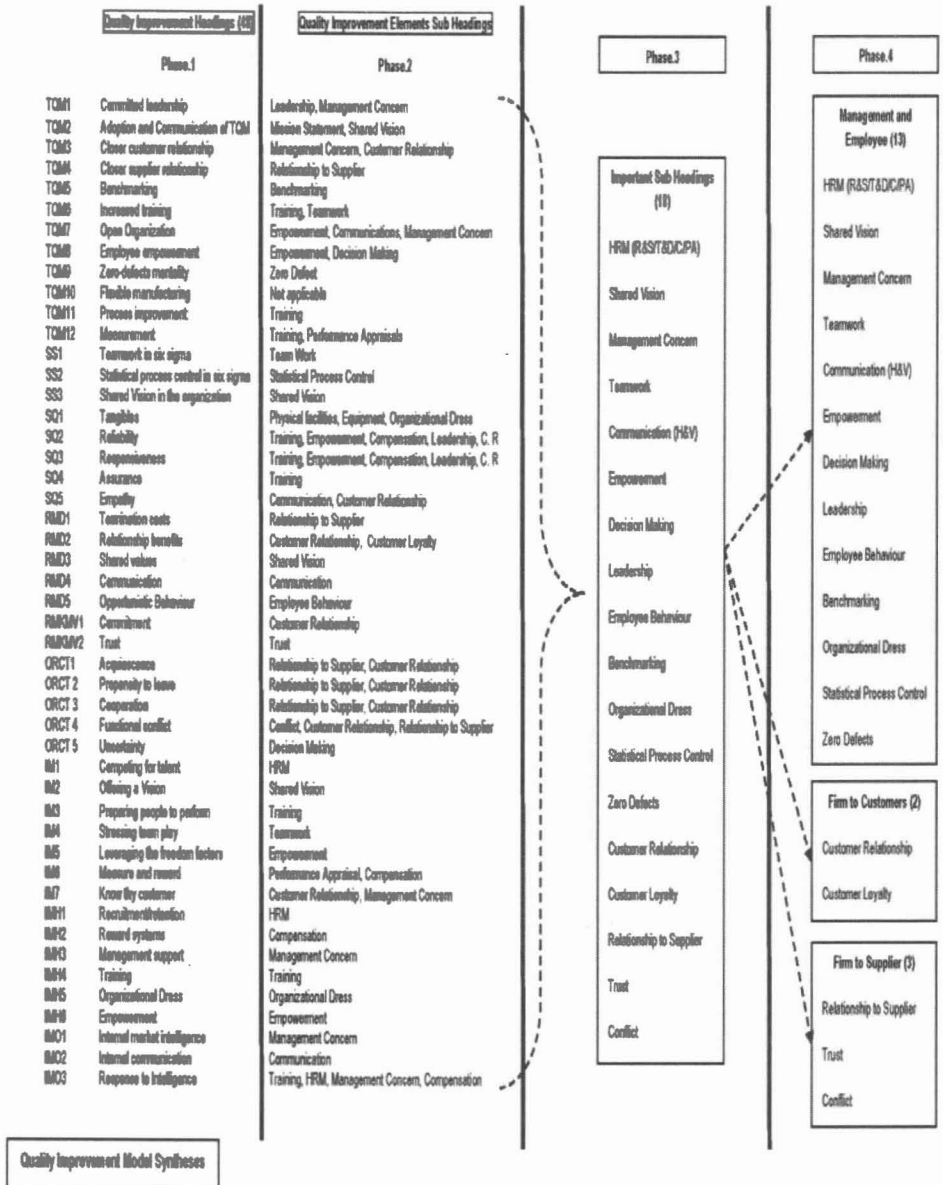 Quality Improvement Headings (48)
Quality Improvement Elements Sub Headings
Phase.1
Phase.2
TQM1 Committed leadership Leadership, Management Concern
TQM2 Adoption and Communication of TQM Mission Statement, Shared Vision
TQM3 Closer customer relationship Management Concern, Customer Relationship
TQM4 Closer supplier relationship Relationship to Supplier
TQM5 Benchmarking Benchmarking
TQM6 Increased training Training, Teamwork
TQM7 Open Organization Empowerment, Communications, Management Concern
TQM8 Employee empowerment Empowerment, Decision Making
TQM9 Zero-defects mentality Zero Defect
TQM10 Flexible manufacturing Not applicable
TQM11 Process improvement Training
TQM12 Measurement Training, Performance Appraisals
SS1 Teamwork in six sigma Team Work
SS2 Statistical process control in six sigma Statistical Process Control
SS3 Shared Vision in the organization Shared Vision
SQ1 Tangibles Physical facilities, Equipment, Organizational Dress
SQ2 Reliability Training, Empowerment, Compensation, Leadership, C. R
SQ3 Responsiveness Training, Empowerment, Compensation, Leadership, C. R
SQ4 Assurance Training
SQ5 Empathy Communication, Customer Relationship
RMD1 Termination costs Relationship to Supplier
RMD2 Relationship benefits Customer Relationship, Customer Loyalty
RMD3 Shared values Shared Vision
RMD4 Communication Communication
RMD5 Opportunistic Behaviour Employee Behaviour
RMKMV1 Commitment Customer Relationship
RMKMV2 Trust Trust
ORCT1 Acquiescence Relationship to Supplier, Customer Relationship
ORCT 2 Propensity to leave Relationship to Supplier, Customer Relationship
ORCT 3 Cooperation Relationship to Supplier, Customer Relationship
ORCT 4 Functional conflict Conflict, Customer Relationship, Relationship to Supplier
ORCT 5 Uncertainty Decision Making
IM1 Competing for talent HRM
IM2 Offering a Vision Shared Vision
IM3 Preparing people to perform Training
IM4 Stressing team play Teamwork
IM5 Leveraging the freedom factors Empowerment
IM6 Measure and reward Performance Appraisal, Compensation
IM7 Know thy customer Customer Relationship, Management Concern
IMH1 Recruitment/retention HRM
IMH2 Reward systems Compensation
IMH3 Management support Management Concern
IMH4 Training Training
IMH5 Organizational Dress Organizational Dress
IMH6 Empowerment Empowerment
IMO1 Internal market intelligence Management Concern
IMO2 Internal communication Communication
IMO3 Response to Intelligence Training, HRM, Management Concern, Compensation
Phase.3
Important Sub Headings
(18)
HRM (R&S/T&D/C/PA)
Shared Vision
Management Concern
Teamwork
Communication (H&V)
Empowerment
Decision Making
Leadership
Employee Behaviour
Benchmarking
Organizational Dress
Statistical Process Control
Zero Defects
Customer Relationship
Customer Loyalty
Relationship to Supplier
Trust
Conflict
Phase.4
Management and
Employee (13)
HRM (R&S/T&D/C/PA)
Shared Vision
Management Concern
Teamwork
Communication (H&V)
Empowerment
Decision Making
Leadership
Employee Behaviour
Benchmarking
Organizational Dress
Statistical Process Control
Zero Defects
Firm to Customers (2)
Customer Relationship
Customer Loyalty
Firm to Supplier (3)
Relationship to Supplier
Trust
Conflict
Quality Improvement Model Syntheses